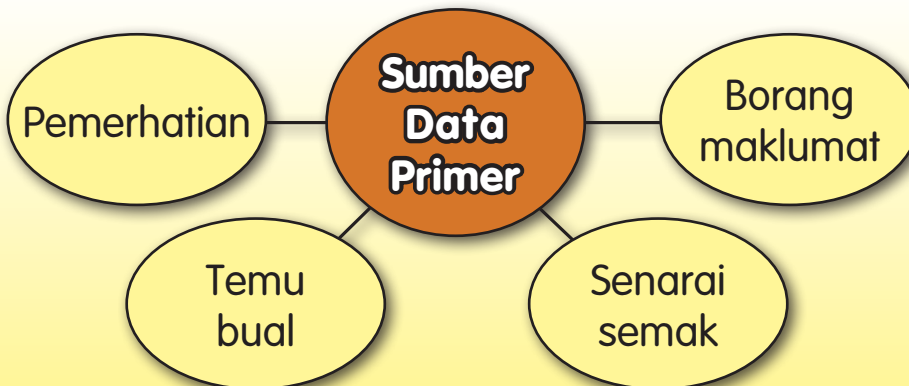 Sumber
Data
Primer
Pemerhatian
Borang
maklumat
Temu
bual
Senarai
semak